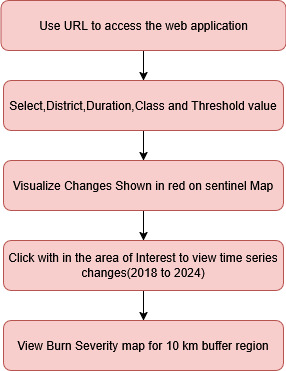 Use URL to access the web application
Select,District,Duration,Class and Threshold value
Visualize Changes Shown in red on sentinel Map
Click with in the area of Interest to view time series
changes(2018 to 2024)
View Burn Severity map for 10 km buffer region